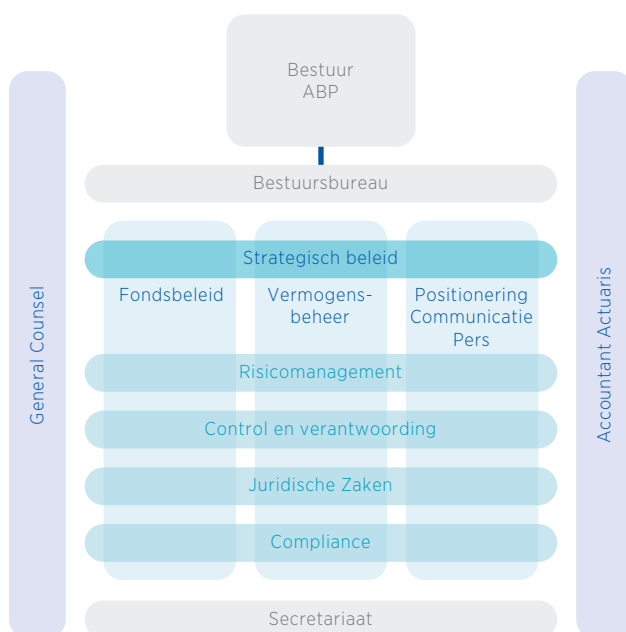 Bestuur
ABP
Bestuursbureau
Strategisch beleid
Fondsbeleid
Vermogens-
beheer
Positionering
Communicatie
Pers
Risicomanagement
Control en verantwoording
Juridische Zaken
Compliance
Secretariaat
General Counsel
Accountant Actuaris